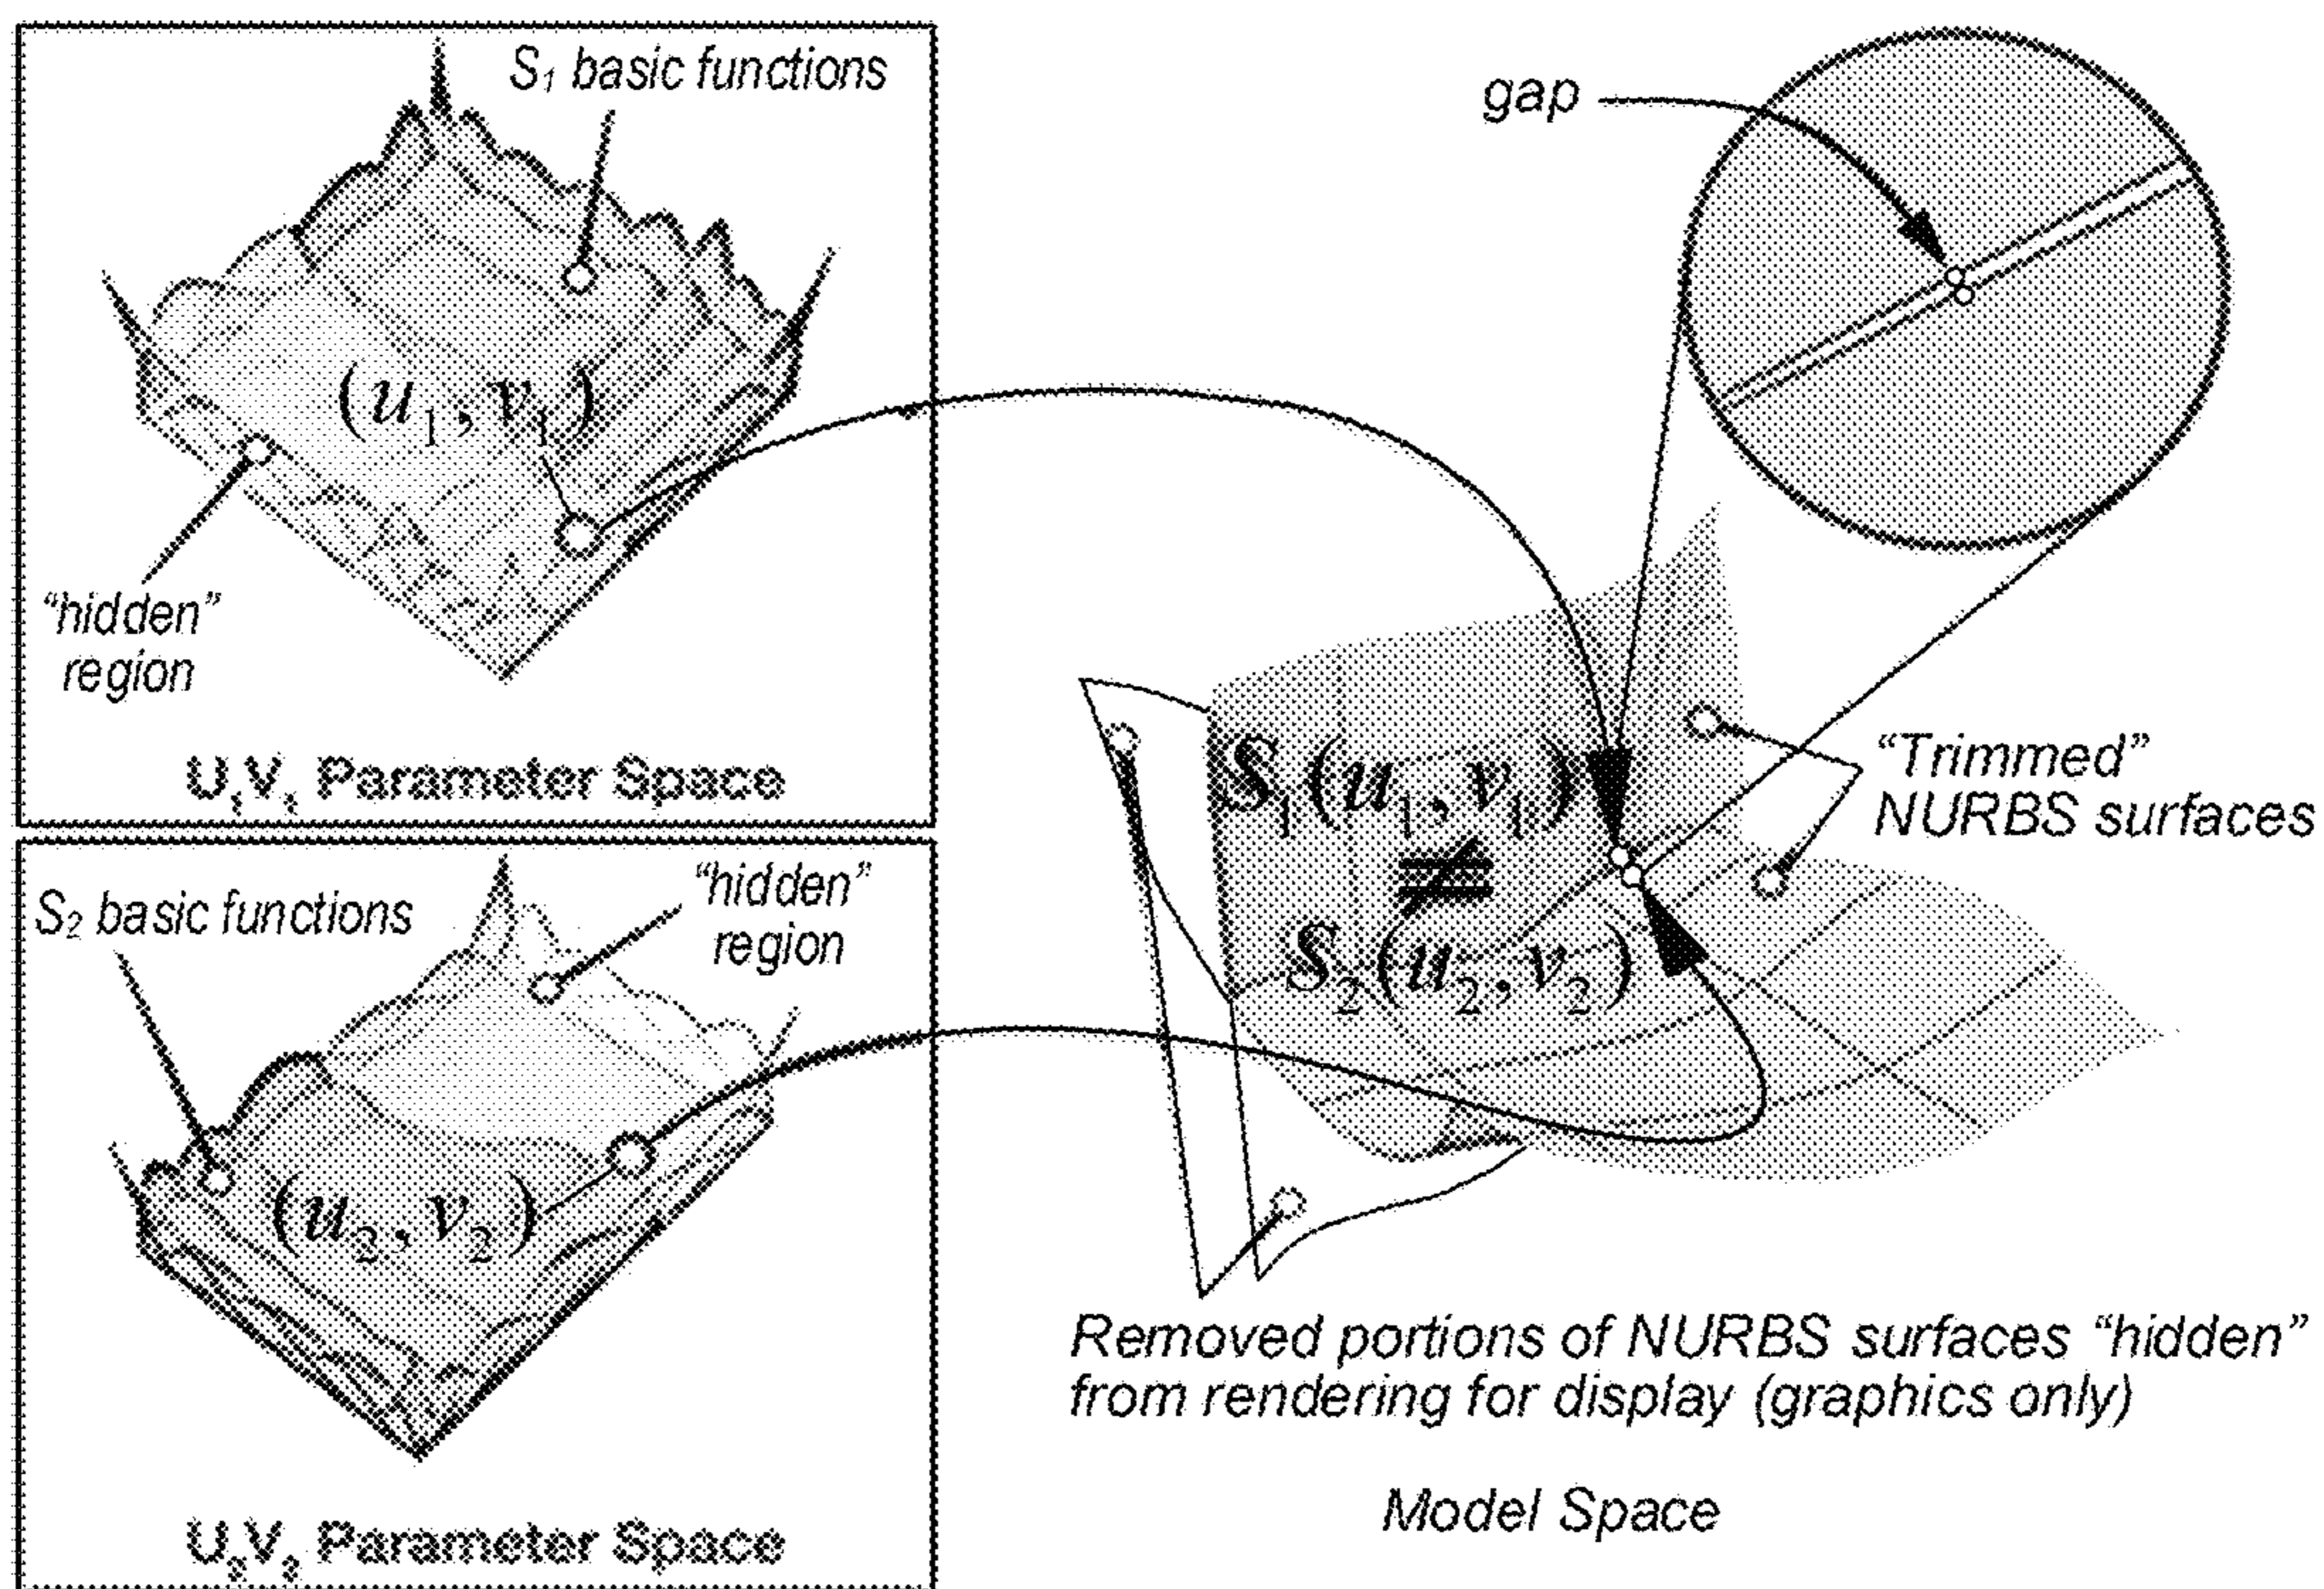 S₁ basic functions
(u₁, v₁)
“hidden”
region
U₁V₁ Parameter Space
S₂ basic functions
“hidden”
region
(u₂, v₂)
U₂V₂ Parameter Space
gap
S₁(u₁, v₁)
≠
S₂(u₂, v₂)
“Trimmed”
NURBS surfaces
Removed portions of NURBS surfaces “hidden”
from rendering for display (graphics only)
Model Space